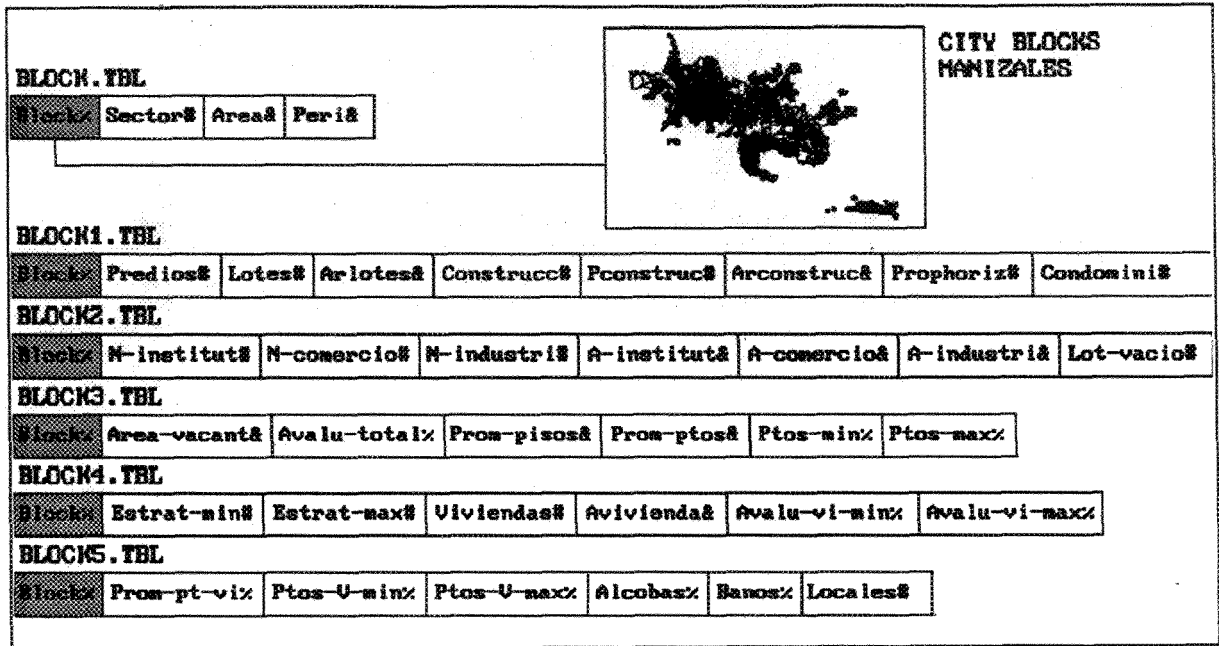 CITY BLOCKS
MANIZALES
BLOCK.TBL
Block% Sector# Area& Peri&
BLOCK1.TBL
Block% Predios# Lotes# Arlotes& Construcc# Pconstruc# Arconstruc& Prophoriz# Condomini#
BLOCK2.TBL
Block% N-institut# N-comercio# N-industri# A-institut& A-comercio& A-industri& Lot-vacio#
BLOCK3.TBL
Block% Area-vacant& Avalu-total% Prom-pisos& Prom-ptos& Ptos-min% Ptos-max%
BLOCK4.TBL
Block% Estrat-min# Estrat-max# Viviendas# Avivienda& Avalu-vi-min% Avalu-vi-max%
BLOCK5.TBL
Block% Prom-pt-vi% Ptos-V-min% Ptos-V-max% Alcobas% Banos% Locales#